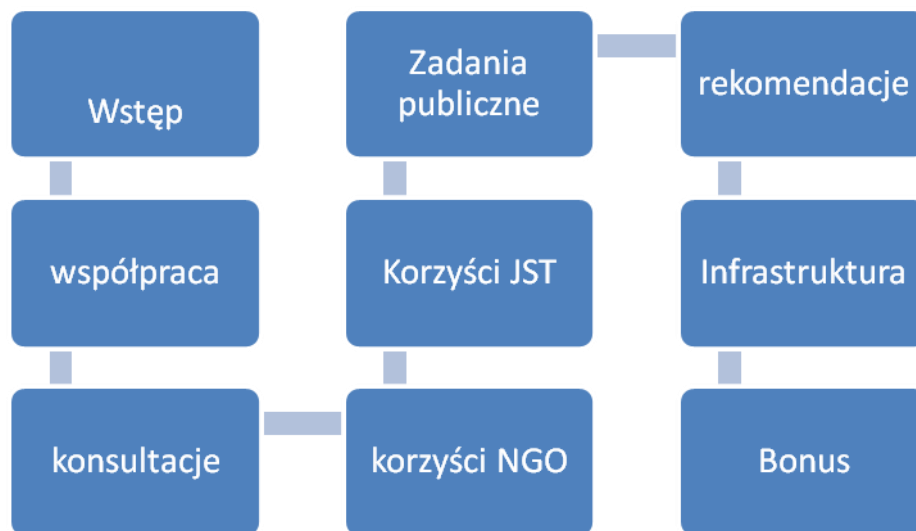 Wstęp
współpraca
konsultacje
korzyści NGO
Korzyści JST
Zadania
publiczne
rekomendacje
Infrastruktura
Bonus